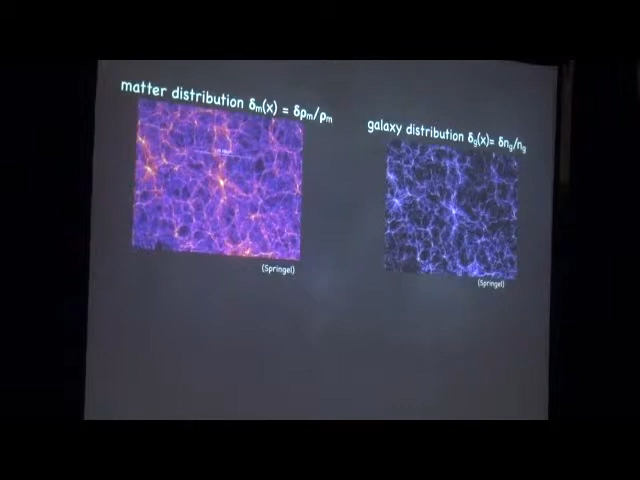 matter distribution δₘ(x) = δρₘ/ρₘ
galaxy distribution δg(x)= δng/ng
(Springel)
(Springel)